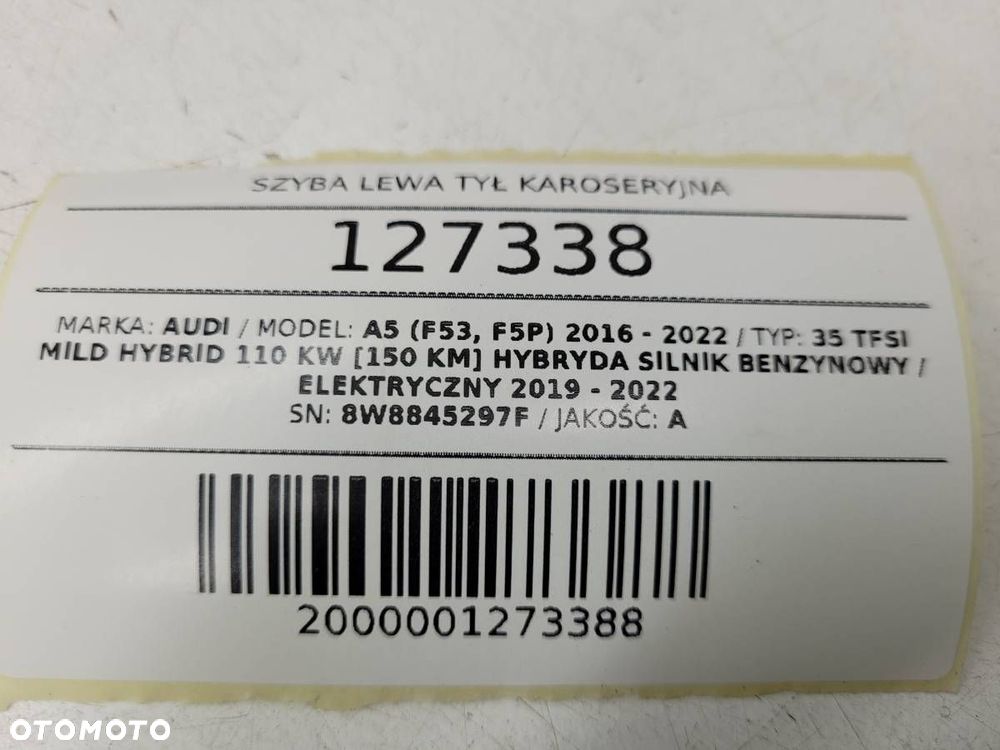 SZYBA LEWA TYŁ KAROSERYJNA
127338
MARKA: AUDI / MODEL: A5 (F53, F5P) 2016 - 2022 / TYP: 35 TFSI
MILD HYBRID 110 KW [150 KM] HYBRYDA SILNIK BENZYNOWY /
ELEKTRYCZNY 2019 - 2022
SN: 8W8845297F / JAKOŚĆ: A
2000001273388
OTOMOTO